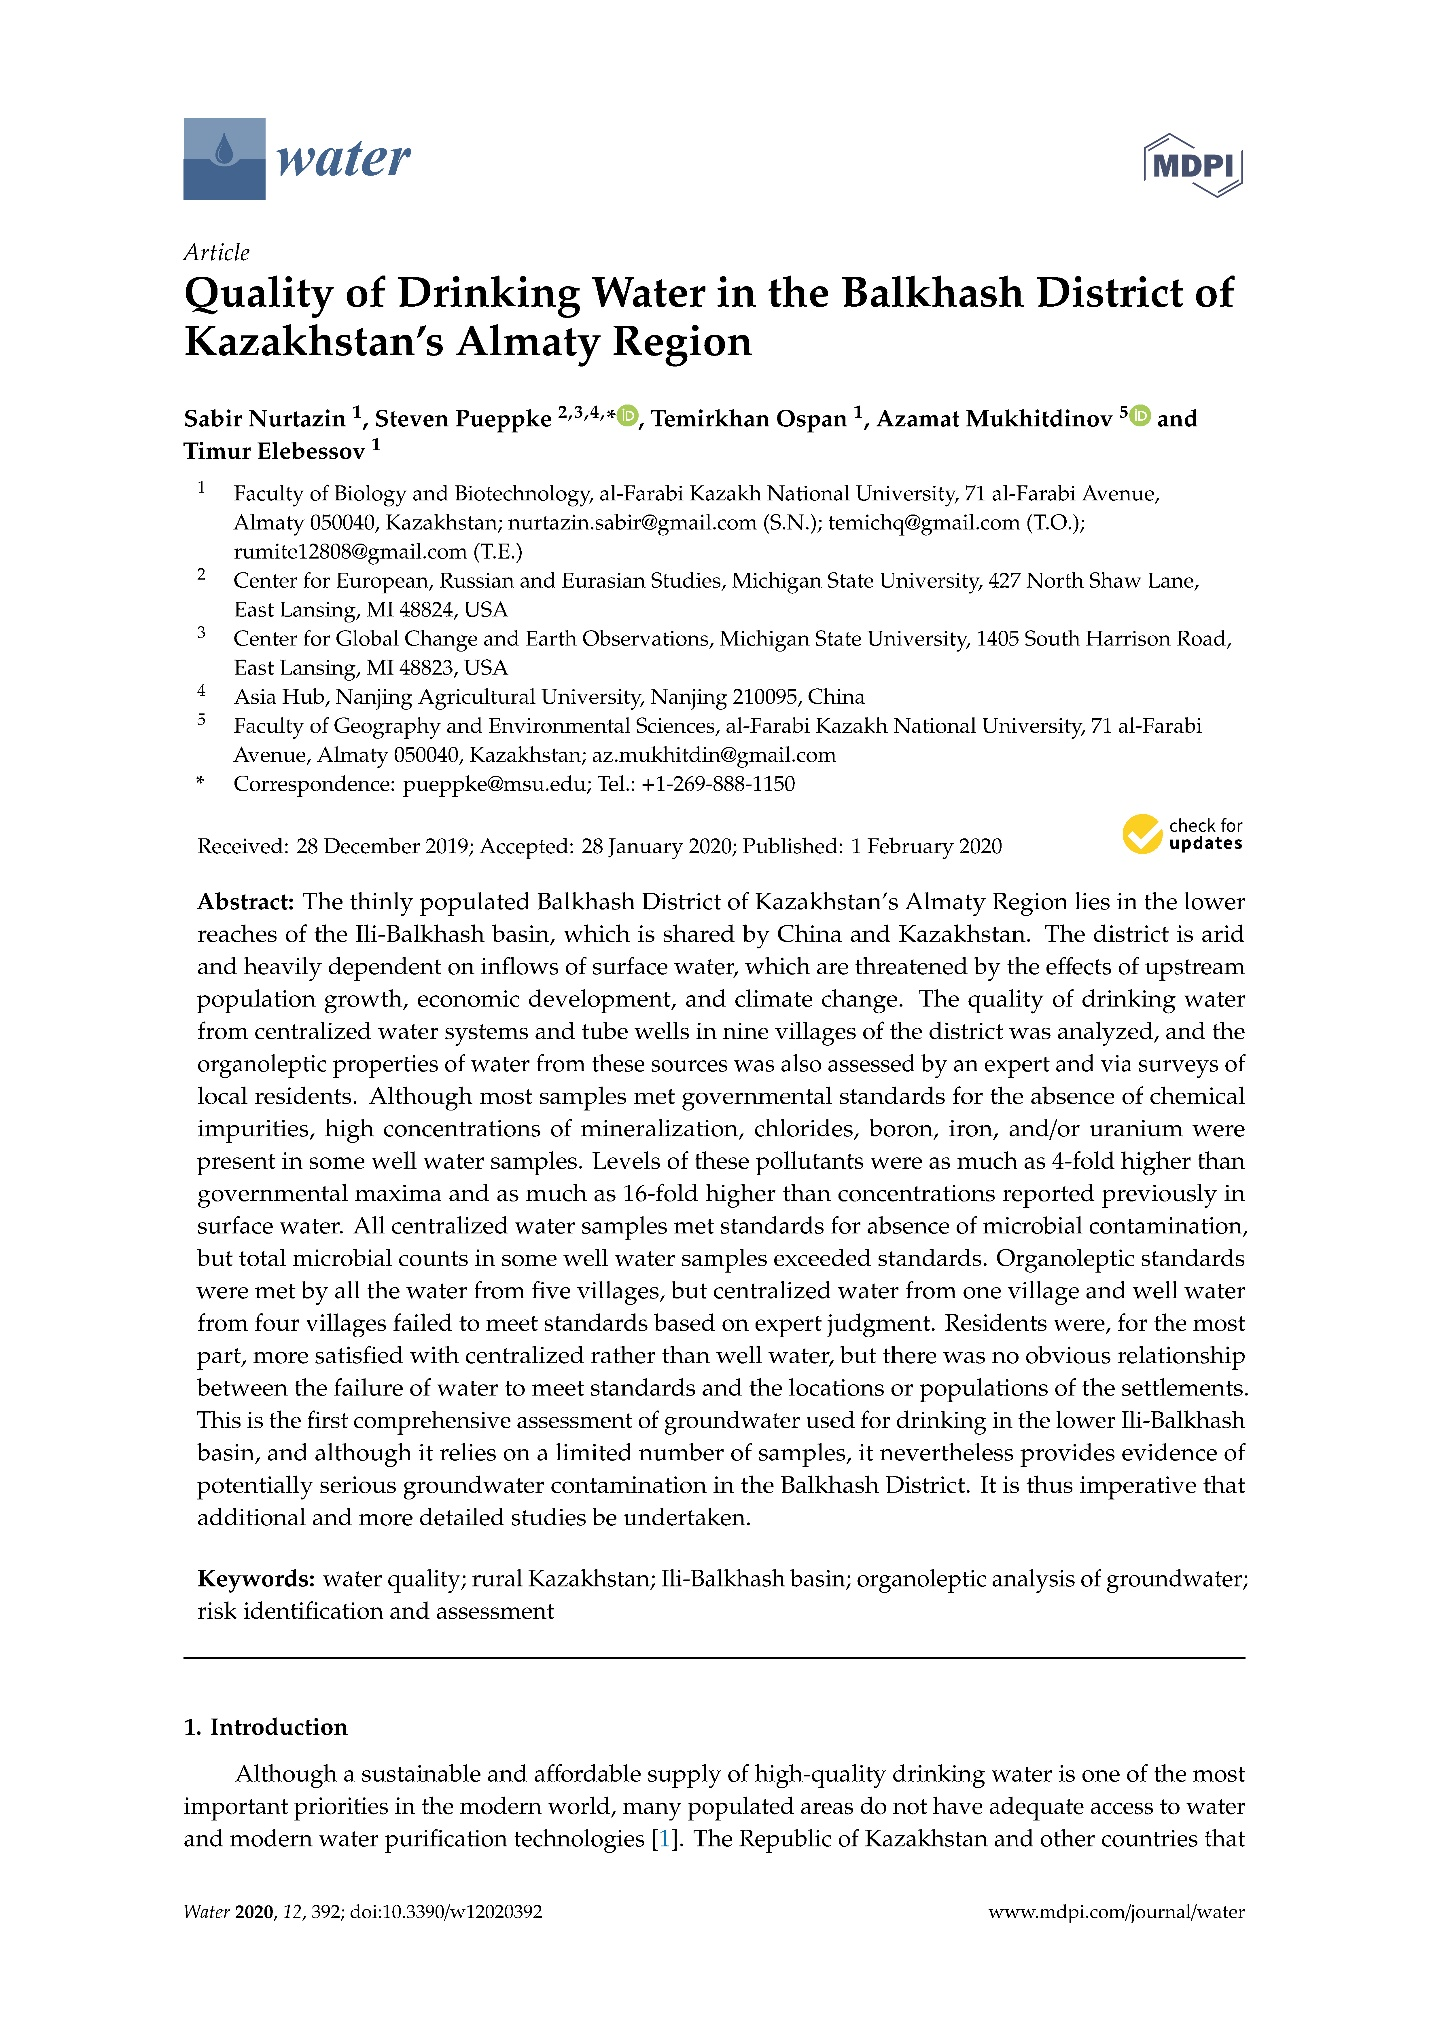 water
MDPI
Article
Quality of Drinking Water in the Balkhash District of
Kazakhstan's Almaty Region
Sabir Nurtazin 1, Steven Pueppke 2,3,4,* iD, Temirkhan Ospan 1, Azamat Mukhitdinov 5 iD and
Timur Elebessov 1
1 Faculty of Biology and Biotechnology, al-Farabi Kazakh National University, 71 al-Farabi Avenue,
Almaty 050040, Kazakhstan; nurtazin.sabir@gmail.com (S.N.); temichq@gmail.com (T.O.);
rumite12808@gmail.com (T.E.)
2 Center for European, Russian and Eurasian Studies, Michigan State University, 427 North Shaw Lane,
East Lansing, MI 48824, USA
3 Center for Global Change and Earth Observations, Michigan State University, 1405 South Harrison Road,
East Lansing, MI 48823, USA
4 Asia Hub, Nanjing Agricultural University, Nanjing 210095, China
5 Faculty of Geography and Environmental Sciences, al-Farabi Kazakh National University, 71 al-Farabi
Avenue, Almaty 050040, Kazakhstan; az.mukhitdin@gmail.com
* Correspondence: pueppke@msu.edu; Tel.: +1-269-888-1150
Received: 28 December 2019; Accepted: 28 January 2020; Published: 1 February 2020
check for
updates
Abstract: The thinly populated Balkhash District of Kazakhstan's Almaty Region lies in the lower
reaches of the Ili-Balkhash basin, which is shared by China and Kazakhstan. The district is arid
and heavily dependent on inflows of surface water, which are threatened by the effects of upstream
population growth, economic development, and climate change. The quality of drinking water
from centralized water systems and tube wells in nine villages of the district was analyzed, and the
organoleptic properties of water from these sources was also assessed by an expert and via surveys of
local residents. Although most samples met governmental standards for the absence of chemical
impurities, high concentrations of mineralization, chlorides, boron, iron, and/or uranium were
present in some well water samples. Levels of these pollutants were as much as 4-fold higher than
governmental maxima and as much as 16-fold higher than concentrations reported previously in
surface water. All centralized water samples met standards for absence of microbial contamination,
but total microbial counts in some well water samples exceeded standards. Organoleptic standards
were met by all the water from five villages, but centralized water from one village and well water
from four villages failed to meet standards based on expert judgment. Residents were, for the most
part, more satisfied with centralized rather than well water, but there was no obvious relationship
between the failure of water to meet standards and the locations or populations of the settlements.
This is the first comprehensive assessment of groundwater used for drinking in the lower Ili-Balkhash
basin, and although it relies on a limited number of samples, it nevertheless provides evidence of
potentially serious groundwater contamination in the Balkhash District. It is thus imperative that
additional and more detailed studies be undertaken.
Keywords: water quality; rural Kazakhstan; Ili-Balkhash basin; organoleptic analysis of groundwater;
risk identification and assessment
1. Introduction
Although a sustainable and affordable supply of high-quality drinking water is one of the most
important priorities in the modern world, many populated areas do not have adequate access to water
and modern water purification technologies [1]. The Republic of Kazakhstan and other countries that
Water 2020, 12, 392; doi:10.3390/w12020392
www.mdpi.com/journal/water